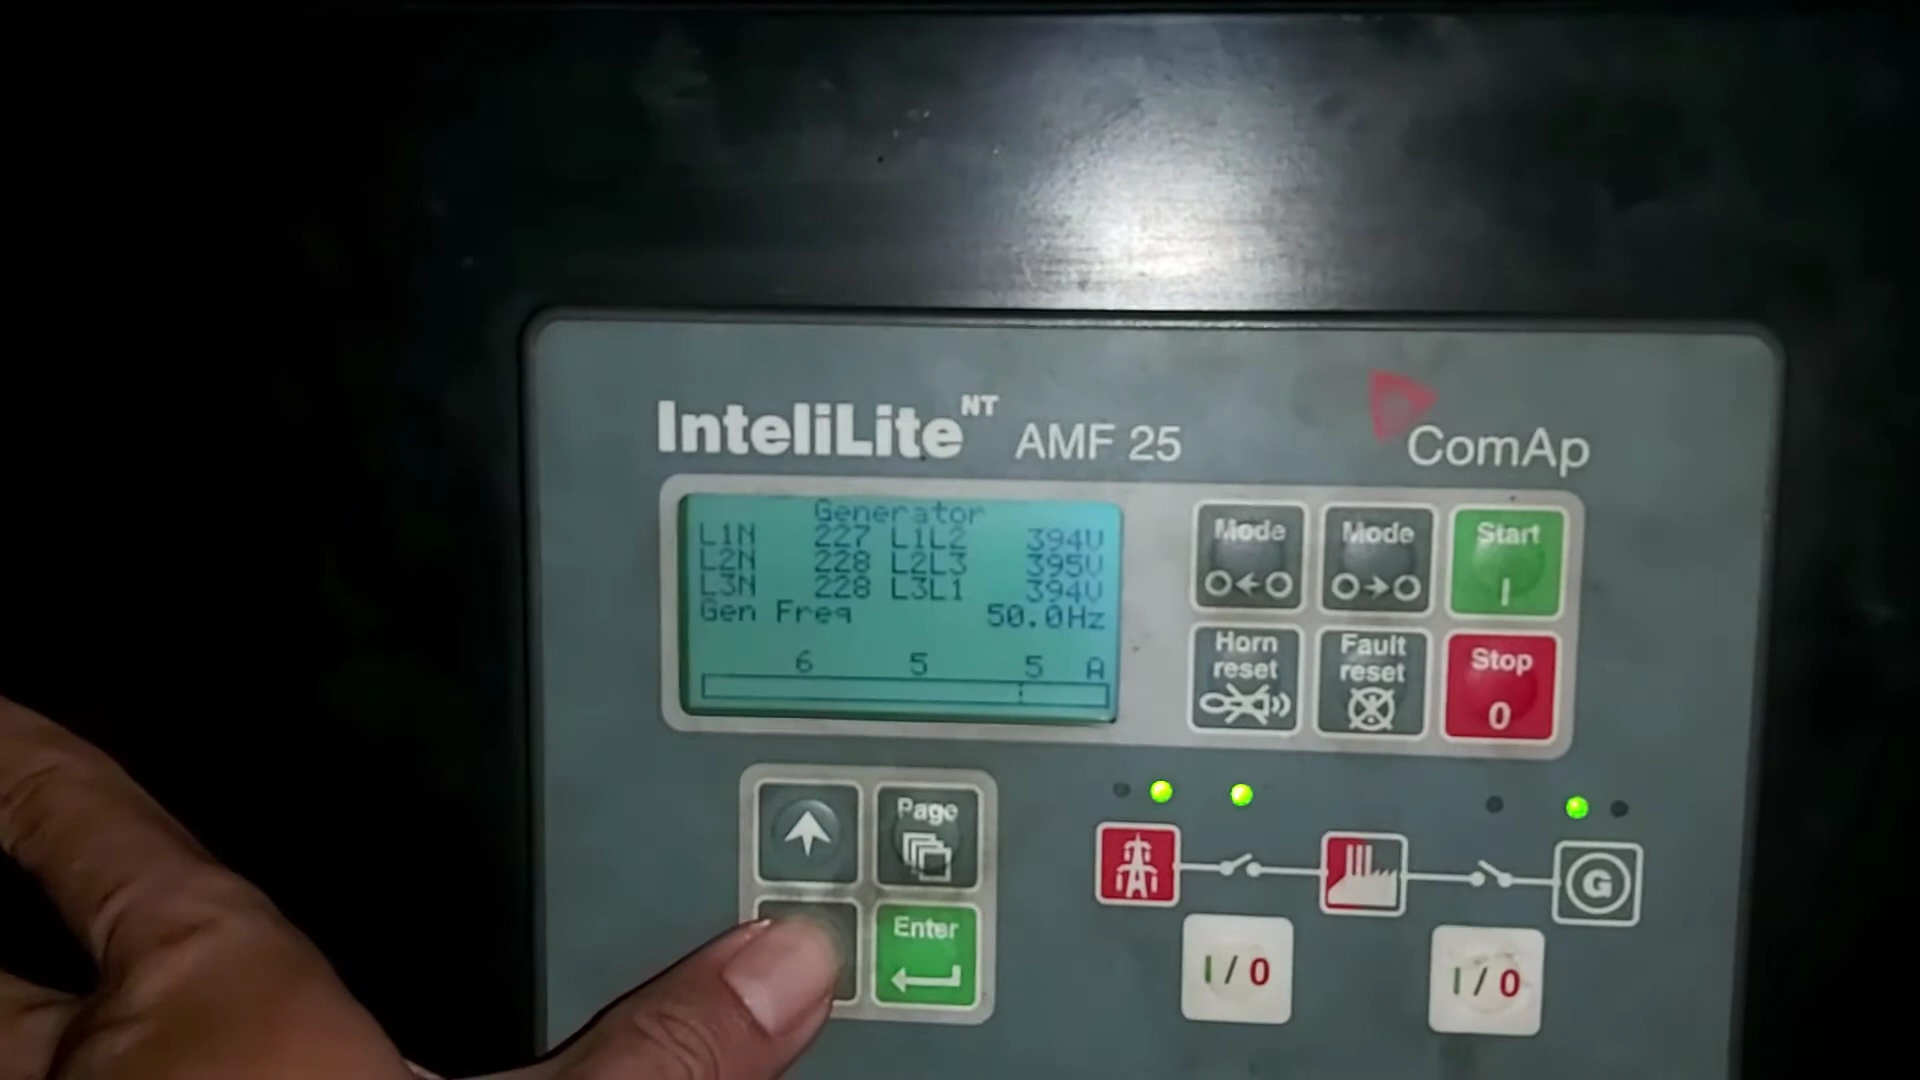 InteliLite NT AMF 25
ComAp
Generator
L1N 227 L1L2 394V
L2N 228 L2L3 395V
L3N 228 L3L1 394V
Gen Freq 50.0Hz
6 5 5 A
Mode
Mode
Start
I
Horn reset
Fault reset
Stop
0
Page
Enter
G
I / 0
I / 0